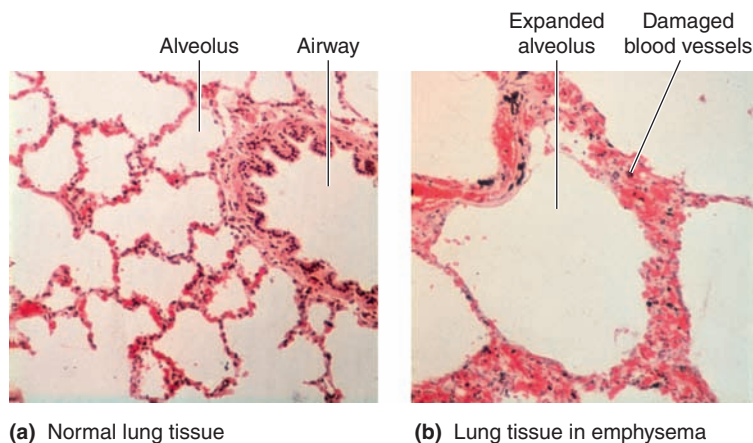 Alveolus
Airway
Expanded
alveolus
Damaged
blood vessels
(a) Normal lung tissue
(b) Lung tissue in emphysema